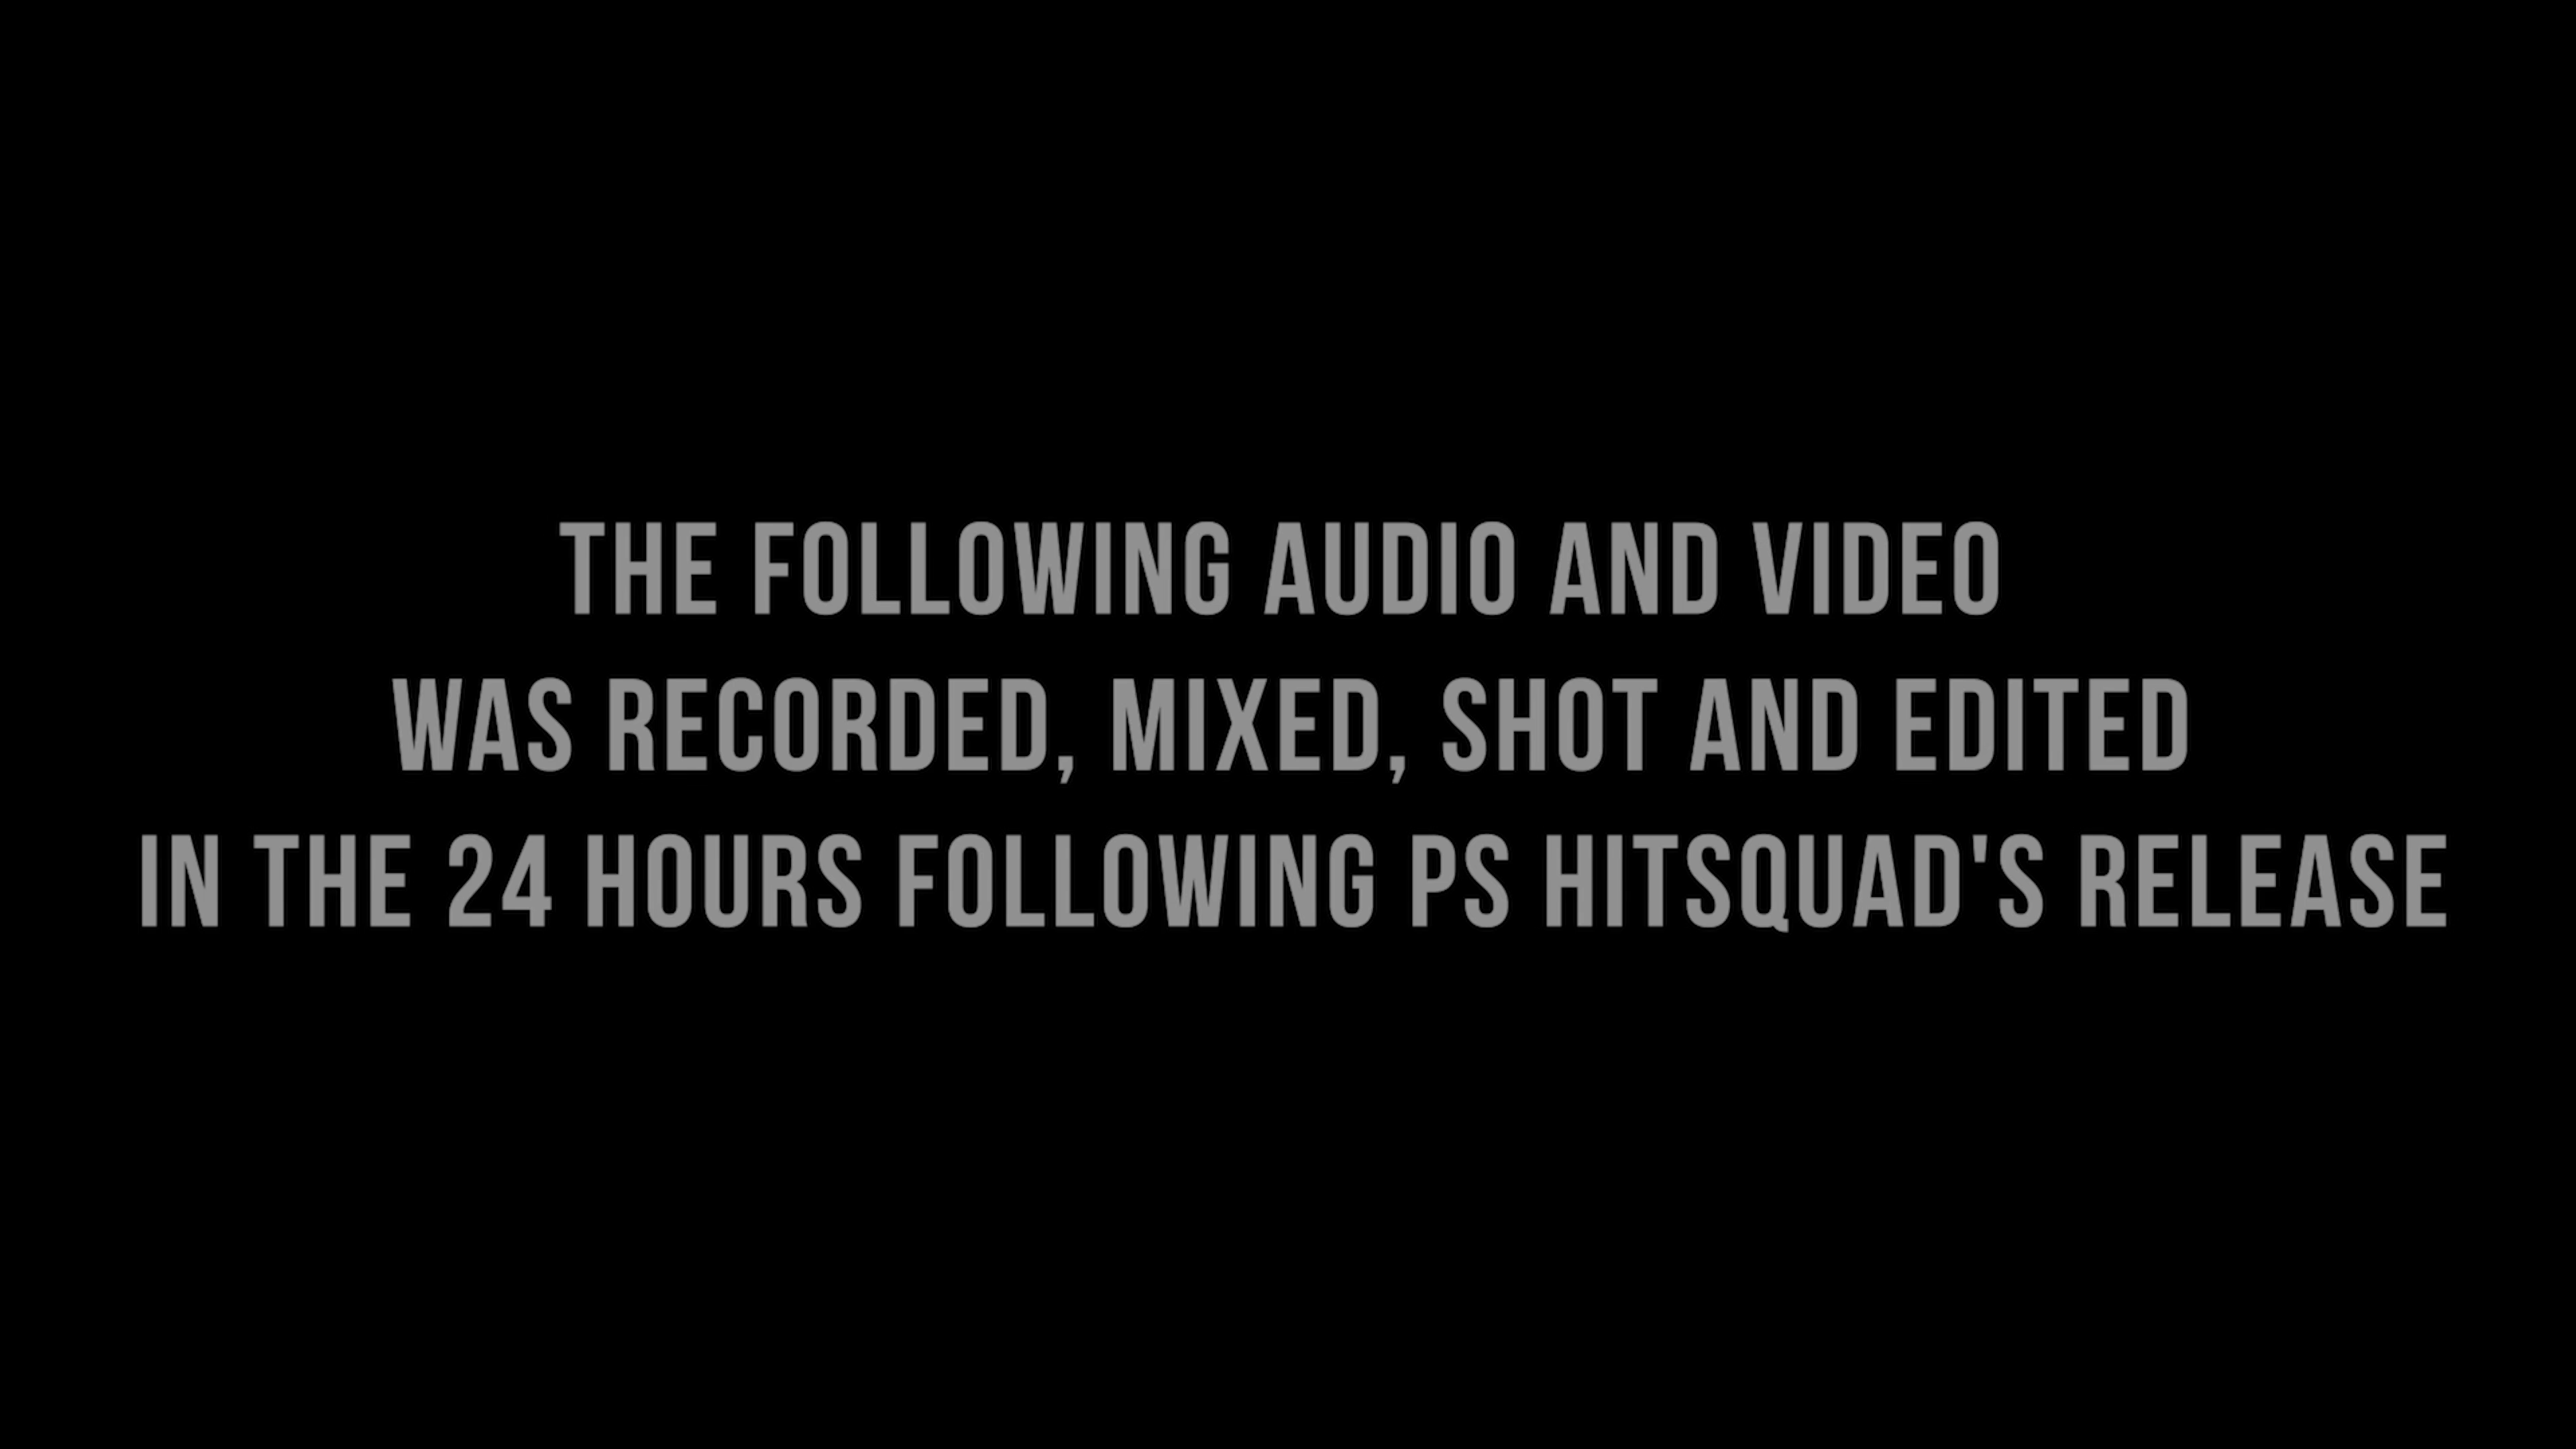 THE FOLLOWING AUDIO AND VIDEO
WAS RECORDED, MIXED, SHOT AND EDITED
IN THE 24 HOURS FOLLOWING PS HITSQUAD'S RELEASE